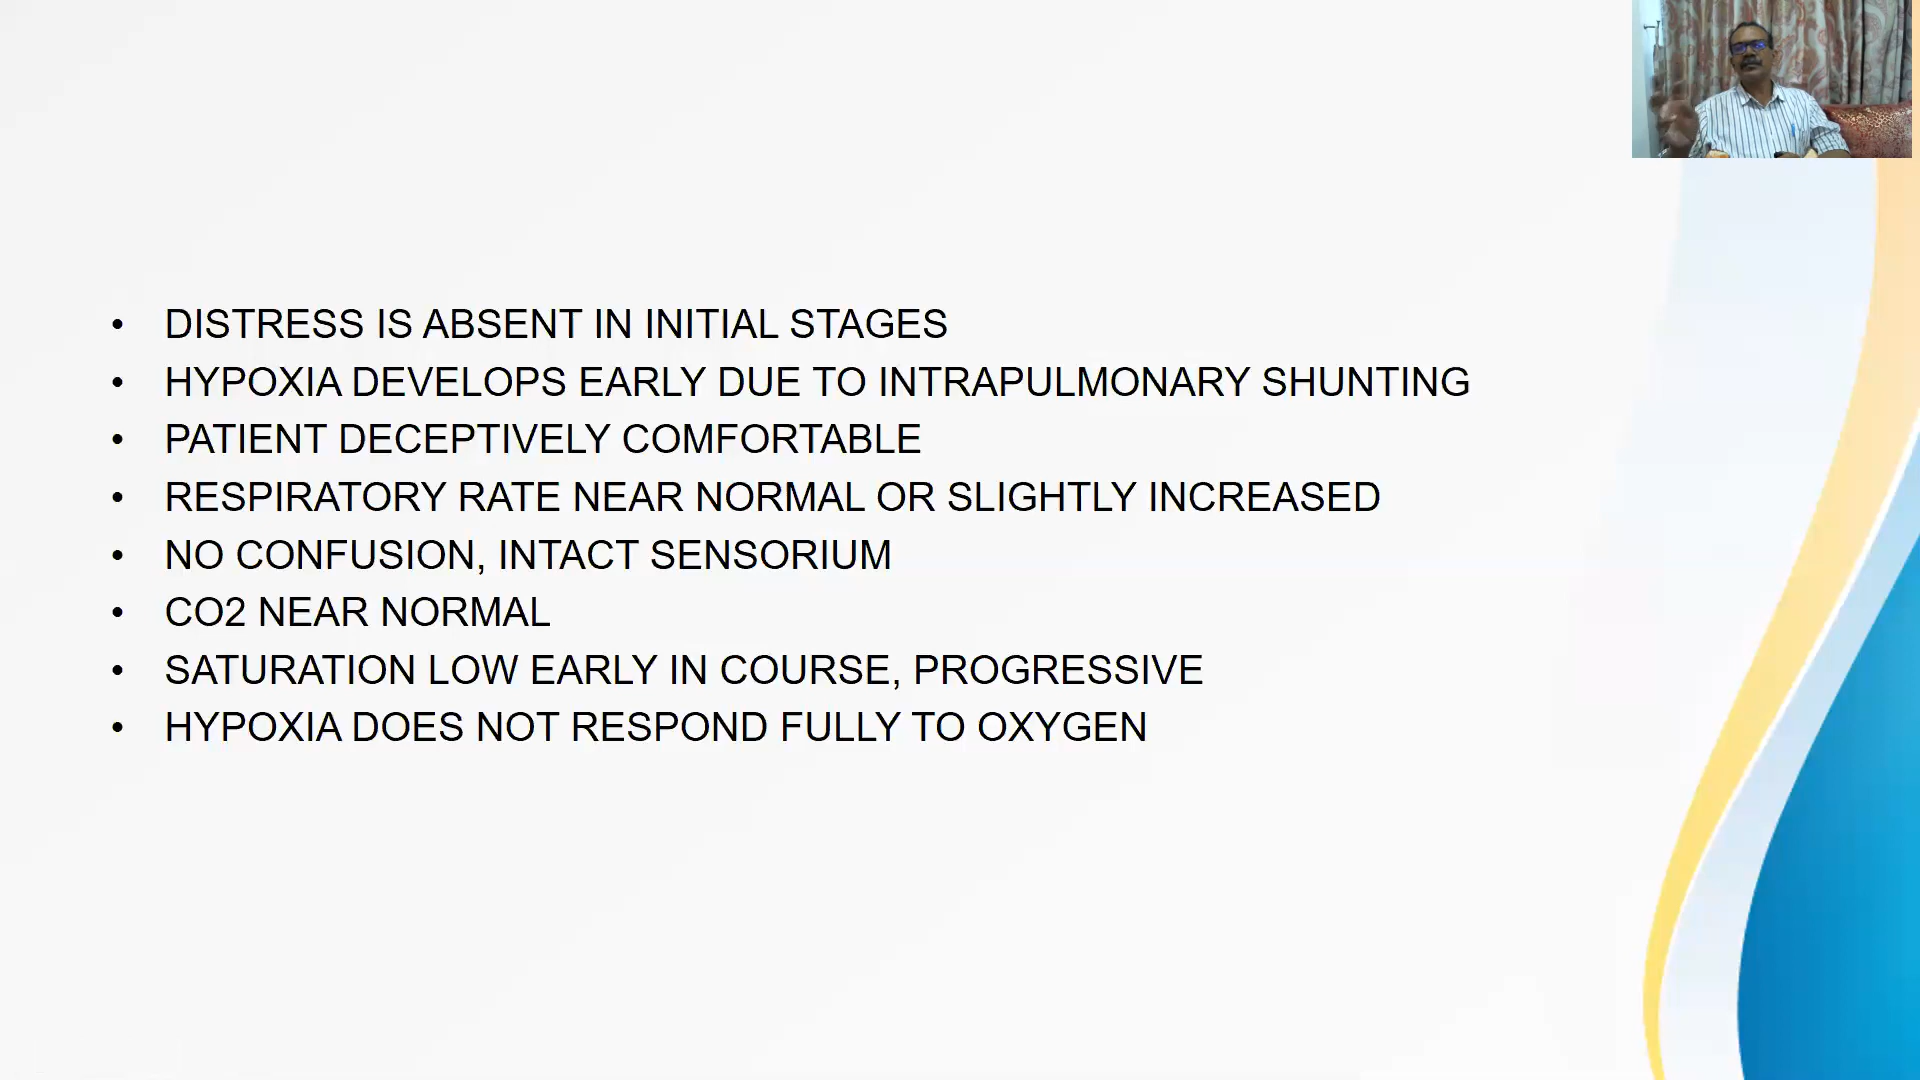 • DISTRESS IS ABSENT IN INITIAL STAGES
• HYPOXIA DEVELOPS EARLY DUE TO INTRAPULMONARY SHUNTING
• PATIENT DECEPTIVELY COMFORTABLE
• RESPIRATORY RATE NEAR NORMAL OR SLIGHTLY INCREASED
• NO CONFUSION, INTACT SENSORIUM
• CO2 NEAR NORMAL
• SATURATION LOW EARLY IN COURSE, PROGRESSIVE
• HYPOXIA DOES NOT RESPOND FULLY TO OXYGEN